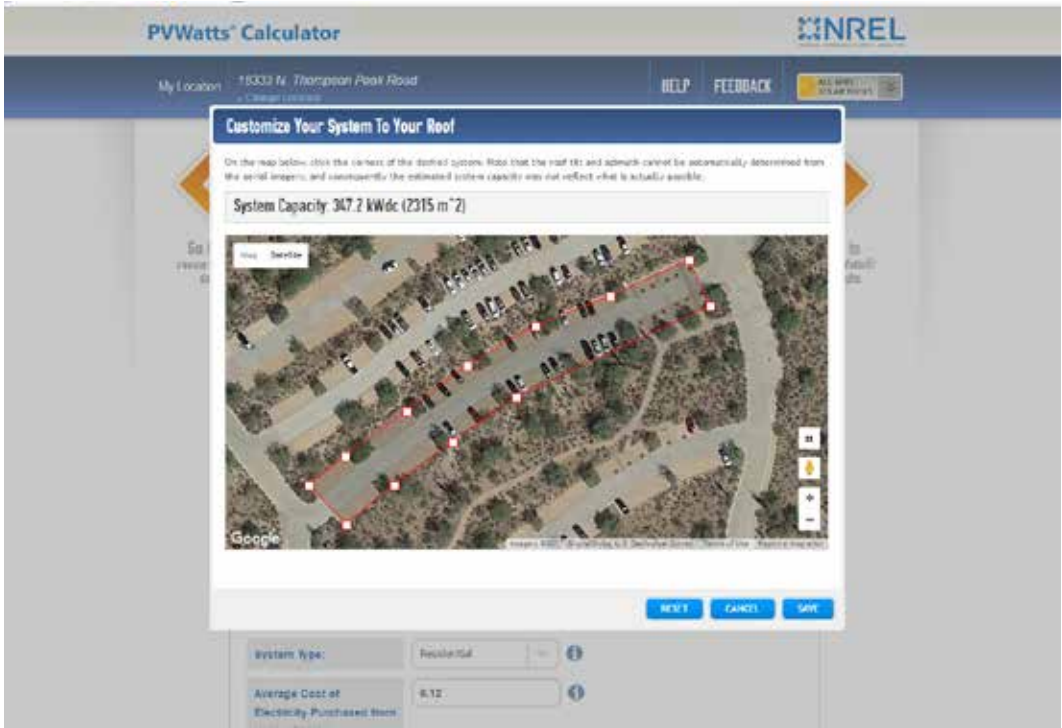 PVWatts® Calculator
NREL
My Location
18333 N. Thompson Peak Road
» Change Location
HELP
FEEDBACK
Customize Your System To Your Roof
On the map below, click the corners of the desired system. Note that the roof tilt and azimuth cannot be automatically determined from
the aerial imagery, and consequently the estimated system capacity may not reflect what is actually possible.
System Capacity: 347.2 kWdc (2315 m^2)
Map
Satellite
Google
Terms of Use
RESET
CANCEL
SAVE
System Type:
Residential
Average Cost of
Electricity Purchased from
0.12